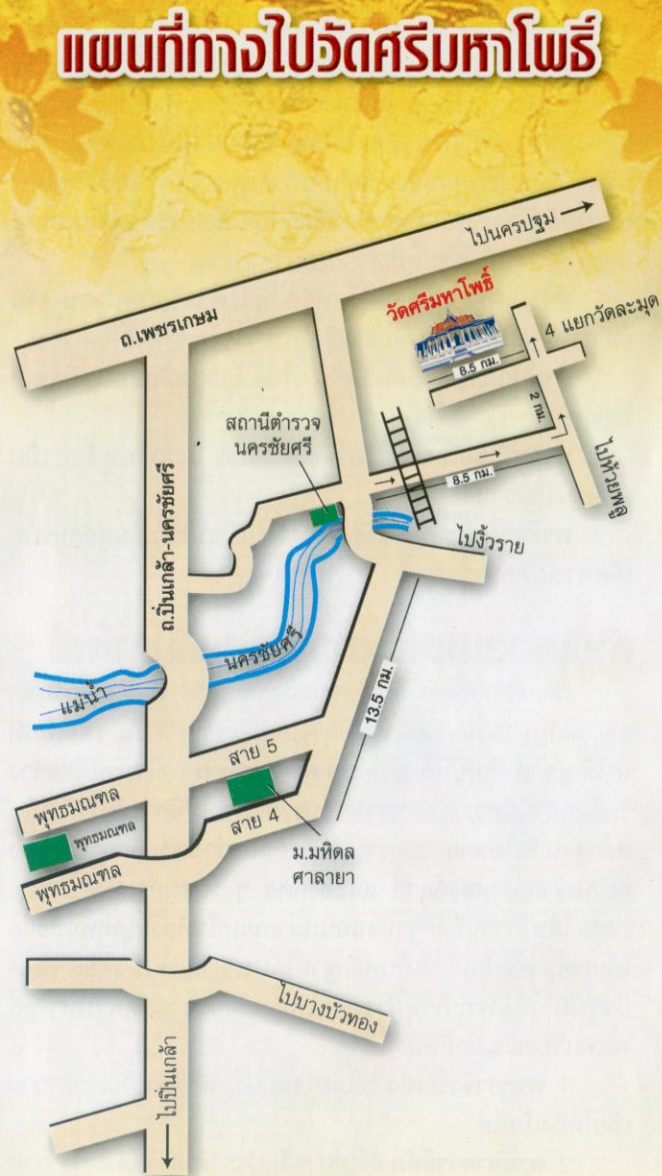 แผนที่ทางไปวัดศรีมหาโพธิ์
ไปนครปฐม
ถ.เพชรเกษม
วัดศรีมหาโพธิ์
4 แยกวัดละมุด
8.5 กม.
2 กม.
สถานีตำรวจ
นครชัยศรี
8.5 กม.
ไปห้วยพลู
ถ.ปิ่นเกล้า-นครชัยศรี
ไปงิ้วราย
แม่น้ำ
นครชัยศรี
13.5 กม.
พุทธมณฑล
สาย 5
พุทธมณฑล
พุทธมณฑล
สาย 4
ม.มหิดล
ศาลายา
ไปบางบัวทอง
ไปปิ่นเกล้า